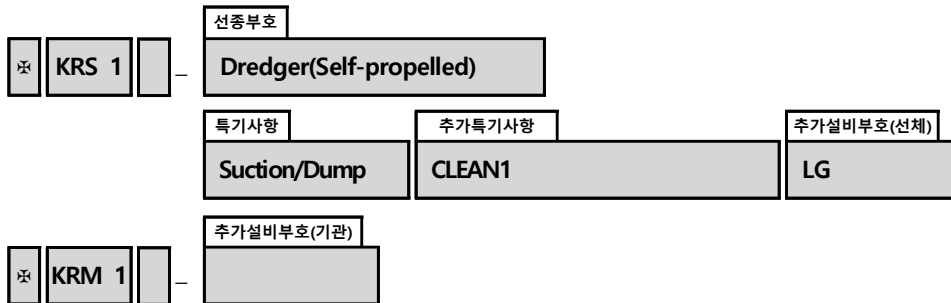 선종부호
✠ KRS 1 – Dredger(Self-propelled)
특기사항 추가특기사항 추가설비부호(선체)
Suction/Dump CLEAN1 LG
추가설비부호(기관)
✠ KRM 1 –